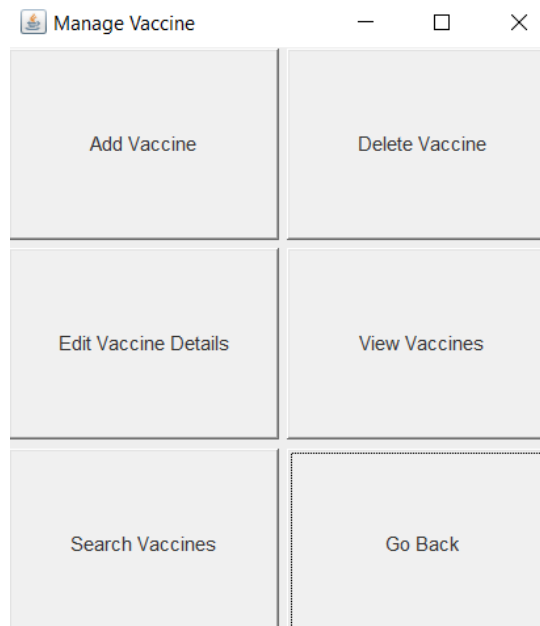 Manage Vaccine
Add Vaccine
Delete Vaccine
Edit Vaccine Details
View Vaccines
Search Vaccines
Go Back